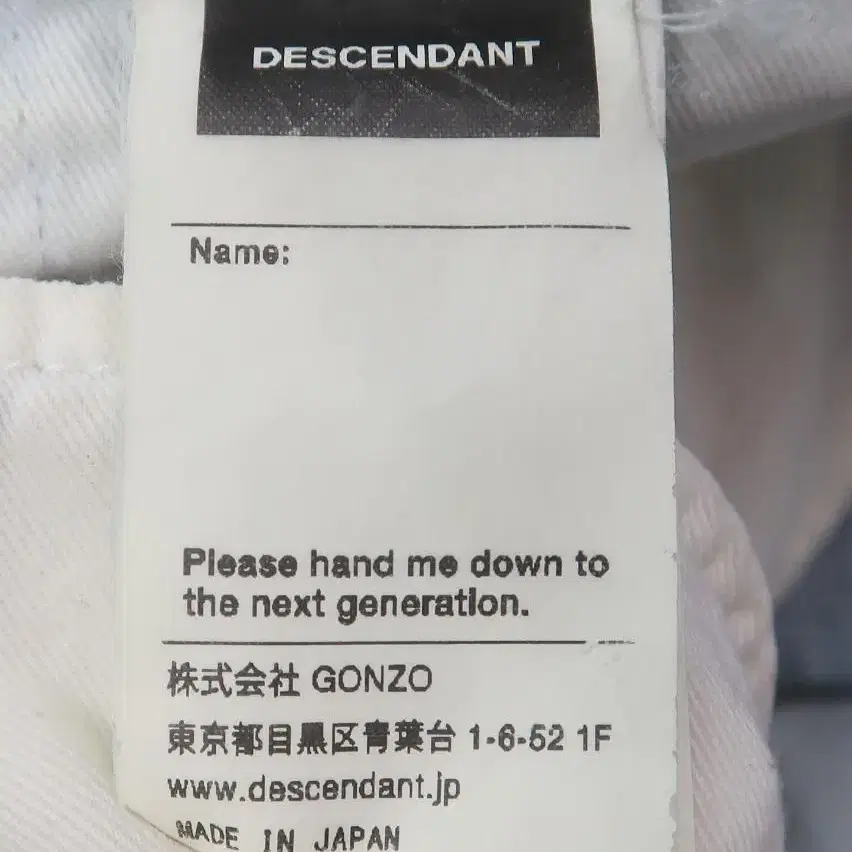 DESCENDANT
Name:
Please hand me down to
the next generation.
株式会社 GONZO
東京都目黒区青葉台 1-6-52 1F
www.descendant.jp
MADE IN JAPAN